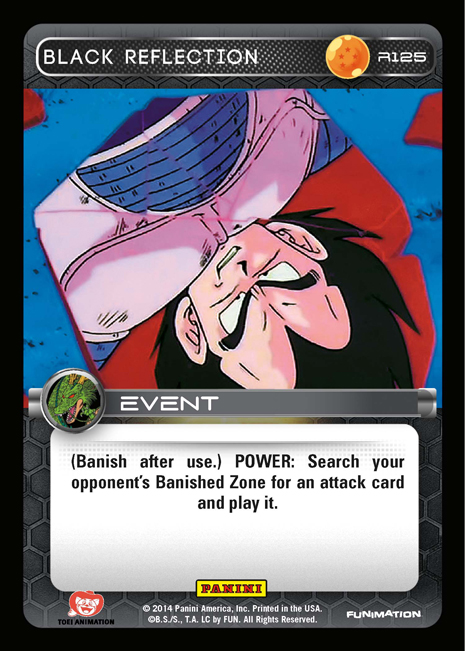 BLACK REFLECTION
R125
EVENT
(Banish after use.) POWER: Search your
opponent's Banished Zone for an attack card
and play it.
PANINI
© 2014 Panini America, Inc. Printed in the USA.
©B.S./S., T.A. LC by FUN. All Rights Reserved.
TOEI ANIMATION
FUNIMATION